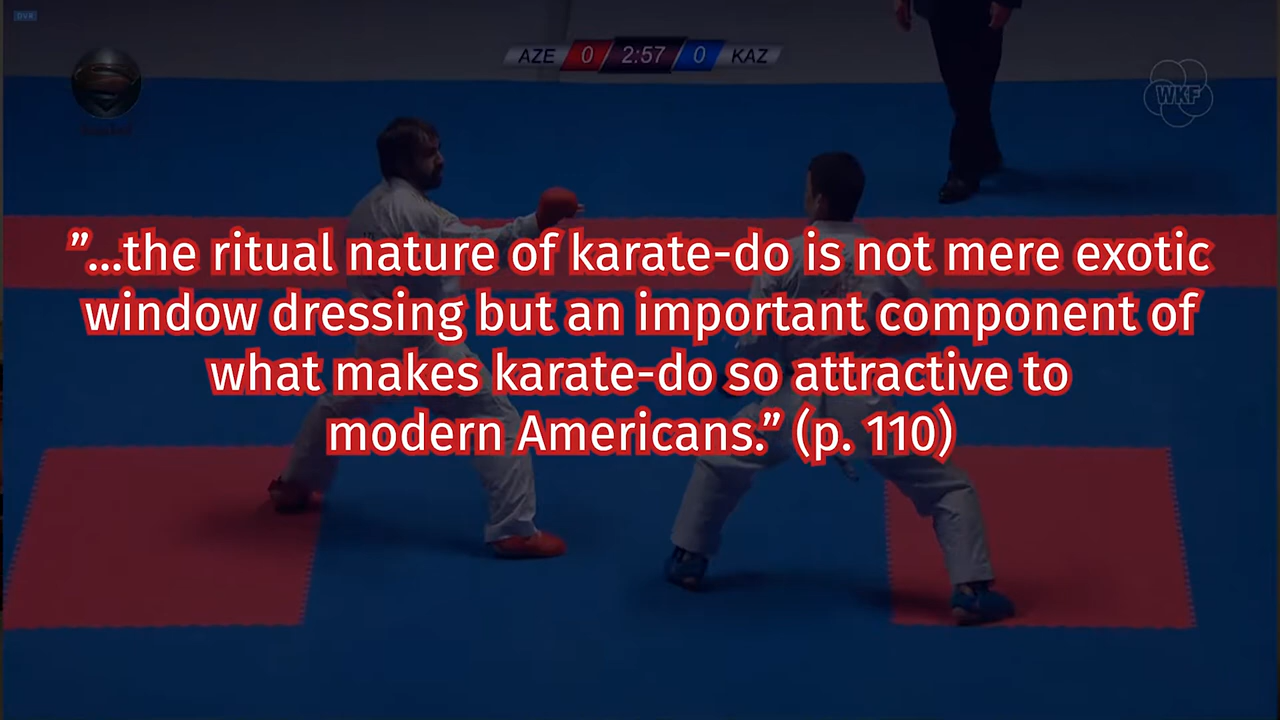 DVR
AZE 0 2:57 0 KAZ
WKF
”...the ritual nature of karate-do is not mere exotic
window dressing but an important component of
what makes karate-do so attractive to
modern Americans.” (p. 110)